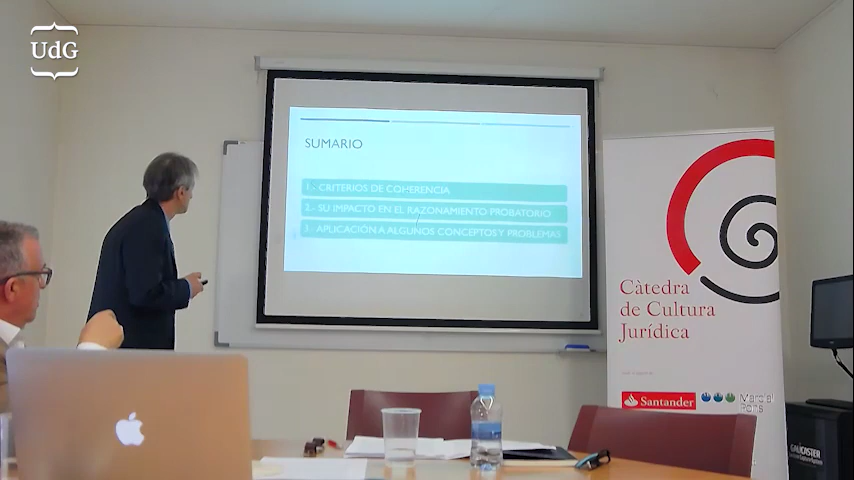 UdG
SUMARIO
1.- CRITERIOS DE COHERENCIA
2.- SU IMPACTO EN EL RAZONAMIENTO PROBATORIO
3.- APLICACIÓN A ALGUNOS CONCEPTOS Y PROBLEMAS
Càtedra
de Cultura
Jurídica
Santander
Marcial
Pons